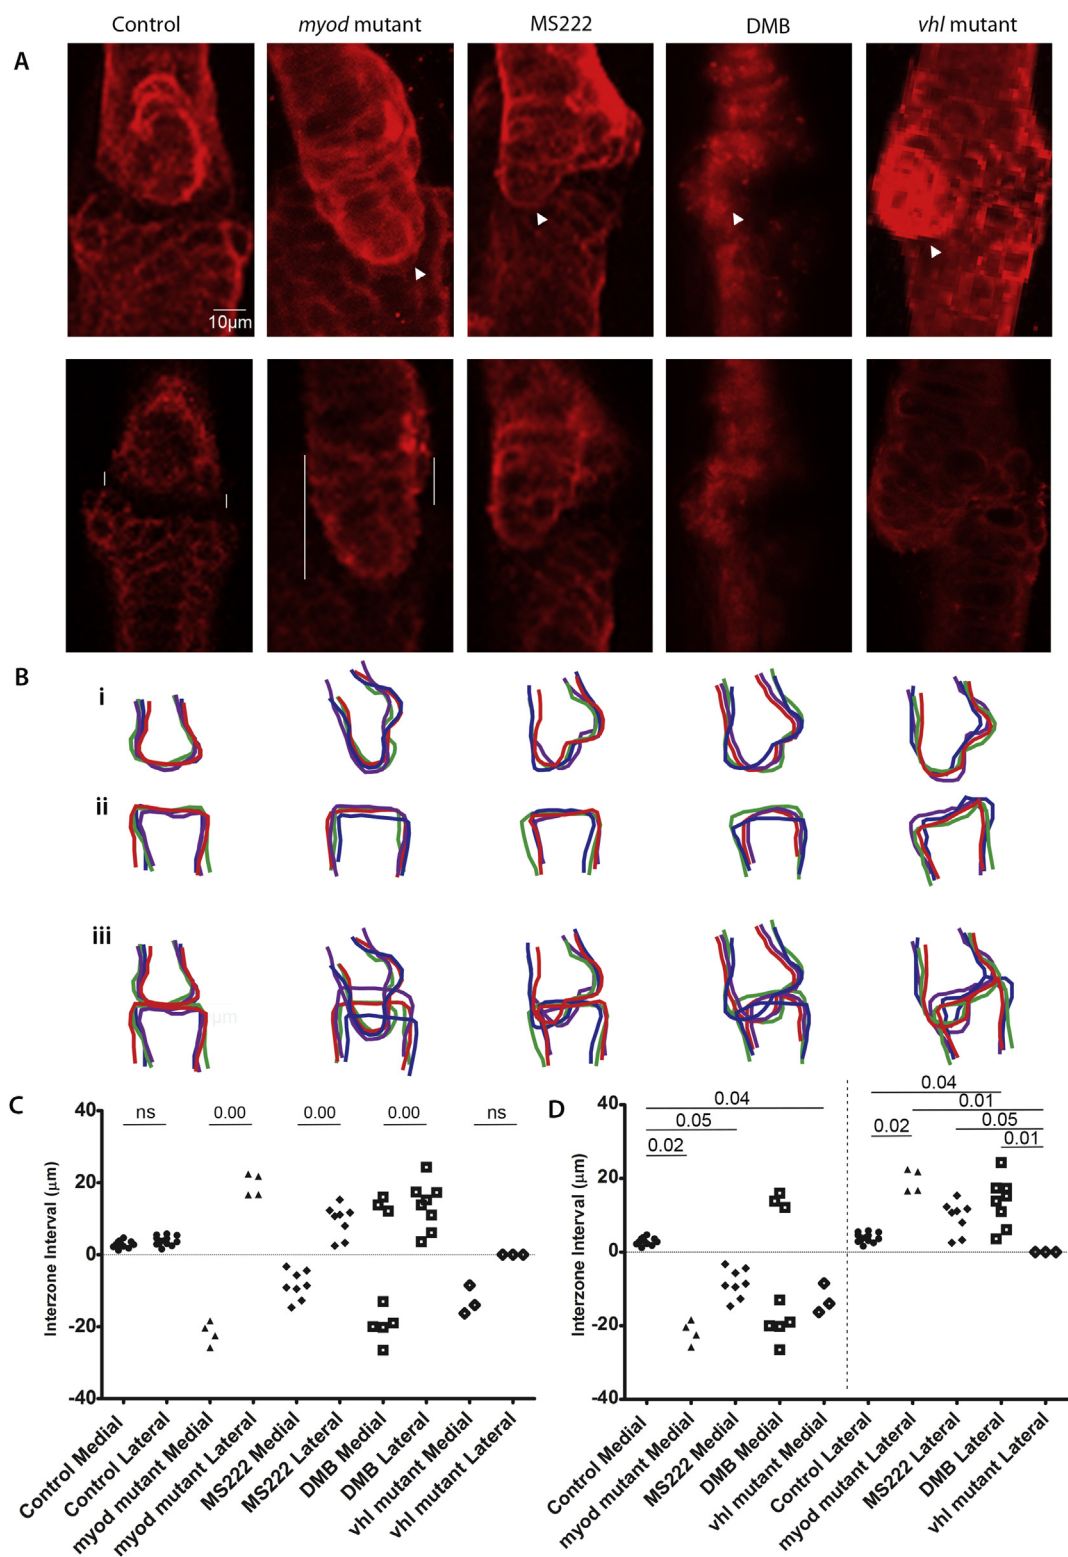 Control myod mutant MS222 DMB vhl mutant
A
10µm
B
i
ii
iii
µm
C
ns 0.00 0.00 0.00 ns
40
20
0
-20
-40
Interzone Interval (µm)
Control Medial
Control Lateral
myod mutant Medial
myod mutant Lateral
MS222 Medial
MS222 Lateral
DMB Medial
DMB Lateral
vhl mutant Medial
vhl mutant Lateral
D
0.04
0.05
0.02
0.04
0.01
0.02
0.05
0.01
40
20
0
-20
-40
Interzone Interval (µm)
Control Medial
myod mutant Medial
MS222 Medial
DMB Medial
vhl mutant Medial
Control Lateral
myod mutant Lateral
MS222 Lateral
DMB Lateral
vhl mutant Lateral